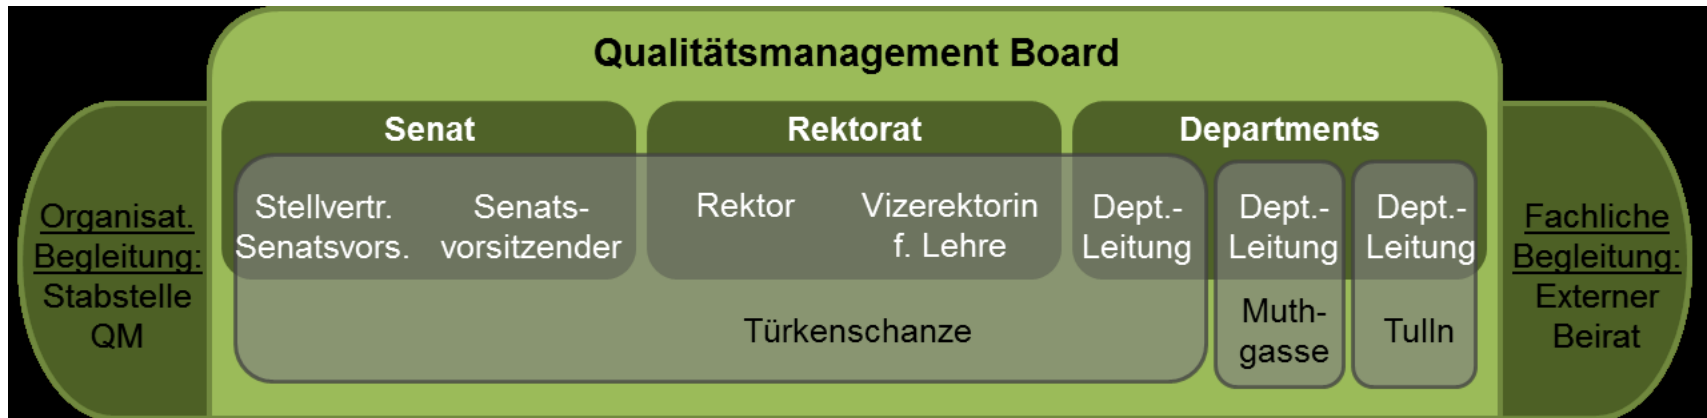 Qualitätsmanagement Board
Senat
Rektorat
Departments
Organisat.
Begleitung:
Stabstelle
QM
Stellvertr.
Senatsvors.
Senats-
vorsitzender
Rektor
Vizerektorin
f. Lehre
Dept.-
Leitung
Dept.-
Leitung
Dept.-
Leitung
Türkenschanze
Muth-
gasse
Tulln
Fachliche
Begleitung:
Externer
Beirat